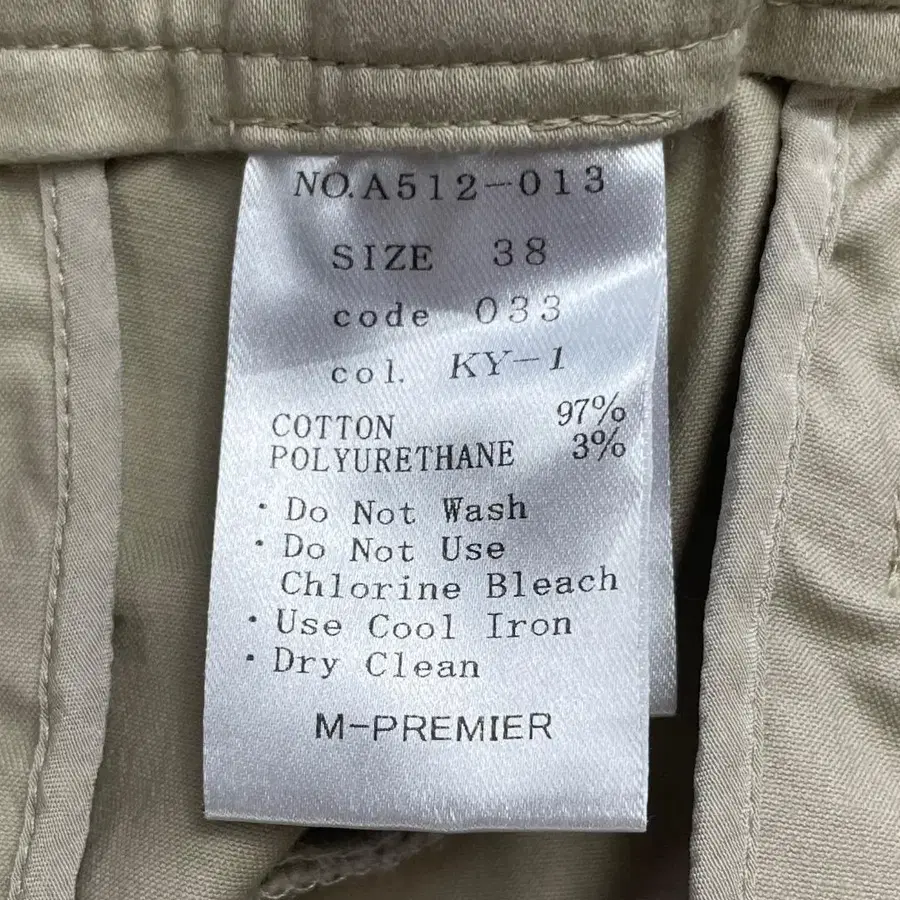 NO.A512-013
SIZE 38
code 033
col. KY-1
COTTON 97%
POLYURETHANE 3%
・Do Not Wash
・Do Not Use
Chlorine Bleach
・Use Cool Iron
・Dry Clean
M-PREMIER